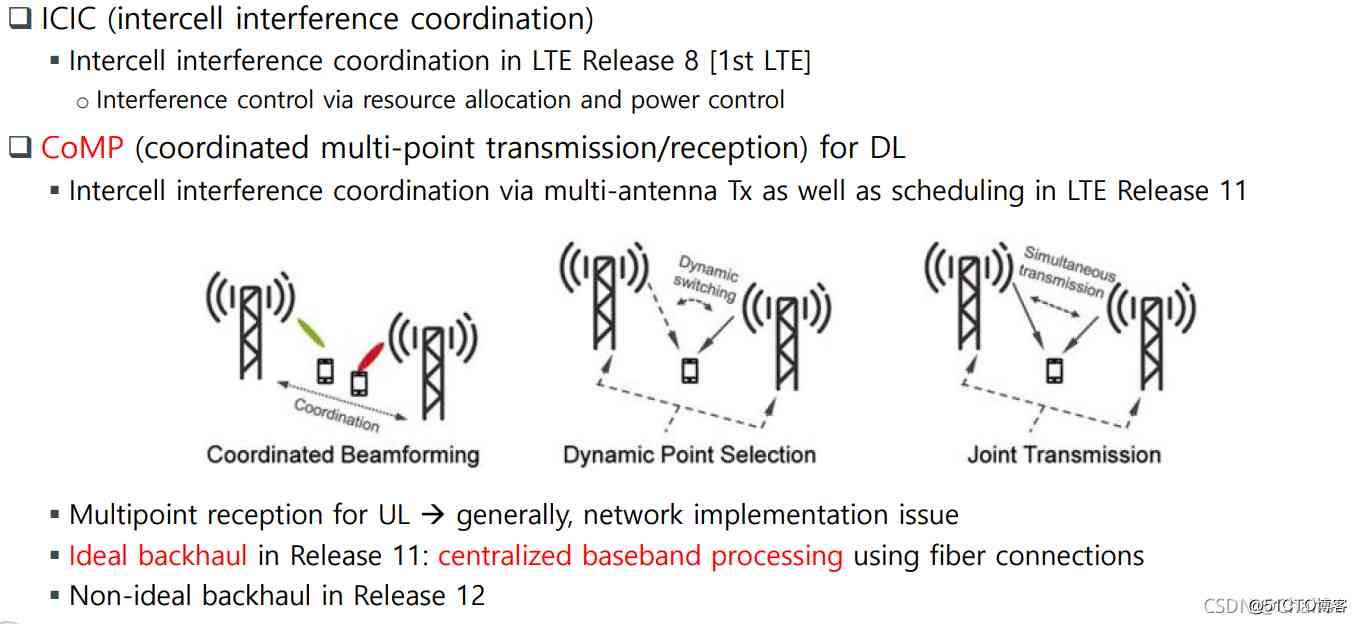 ❑ ICIC (intercell interference coordination)
▪ Intercell interference coordination in LTE Release 8 [1st LTE]
○ Interference control via resource allocation and power control
❑ CoMP (coordinated multi-point transmission/reception) for DL
▪ Intercell interference coordination via multi-antenna Tx as well as scheduling in LTE Release 11
Coordination
Coordinated Beamforming
Dynamic
switching
Dynamic Point Selection
Simultaneous
transmission
Joint Transmission
▪ Multipoint reception for UL → generally, network implementation issue
▪ Ideal backhaul in Release 11: centralized baseband processing using fiber connections
▪ Non-ideal backhaul in Release 12
CSDN @51CTO博客